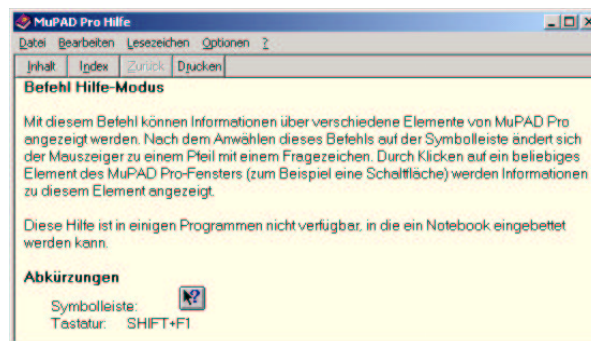 MuPAD Pro Hilfe
Datei Bearbeiten Lesezeichen Optionen ?
Inhalt Index Zurück Drucken
Befehl Hilfe-Modus
Mit diesem Befehl können Informationen über verschiedene Elemente von MuPAD Pro
angezeigt werden. Nach dem Anwählen dieses Befehls auf der Symbolleiste ändert sich
der Mauszeiger zu einem Pfeil mit einem Fragezeichen. Durch Klicken auf ein beliebiges
Element des MuPAD Pro-Fensters (zum Beispiel eine Schaltfläche) werden Informationen
zu diesem Element angezeigt.
Diese Hilfe ist in einigen Programmen nicht verfügbar, in die ein Notebook eingebettet
werden kann.
Abkürzungen
Symbolleiste: ?
Tastatur: SHIFT+F1